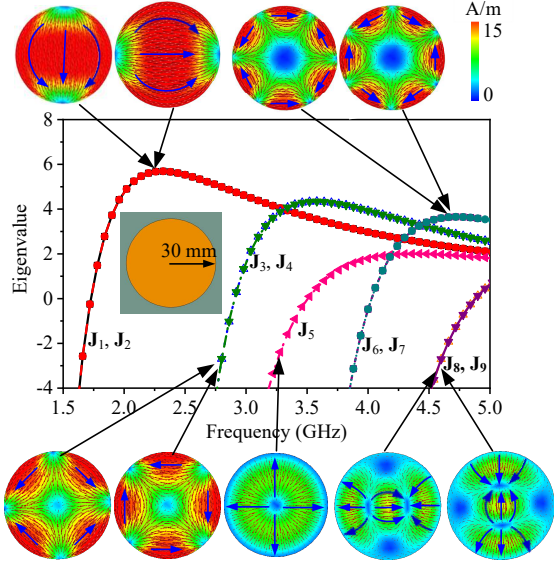 A/m
15
0
8
6
4
2
0
-2
-4
Eigenvalue
30 mm
J1, J2
J3, J4
J5
J6, J7
J8, J9
1.5 2.0 2.5 3.0 3.5 4.0 4.5 5.0
Frequency (GHz)